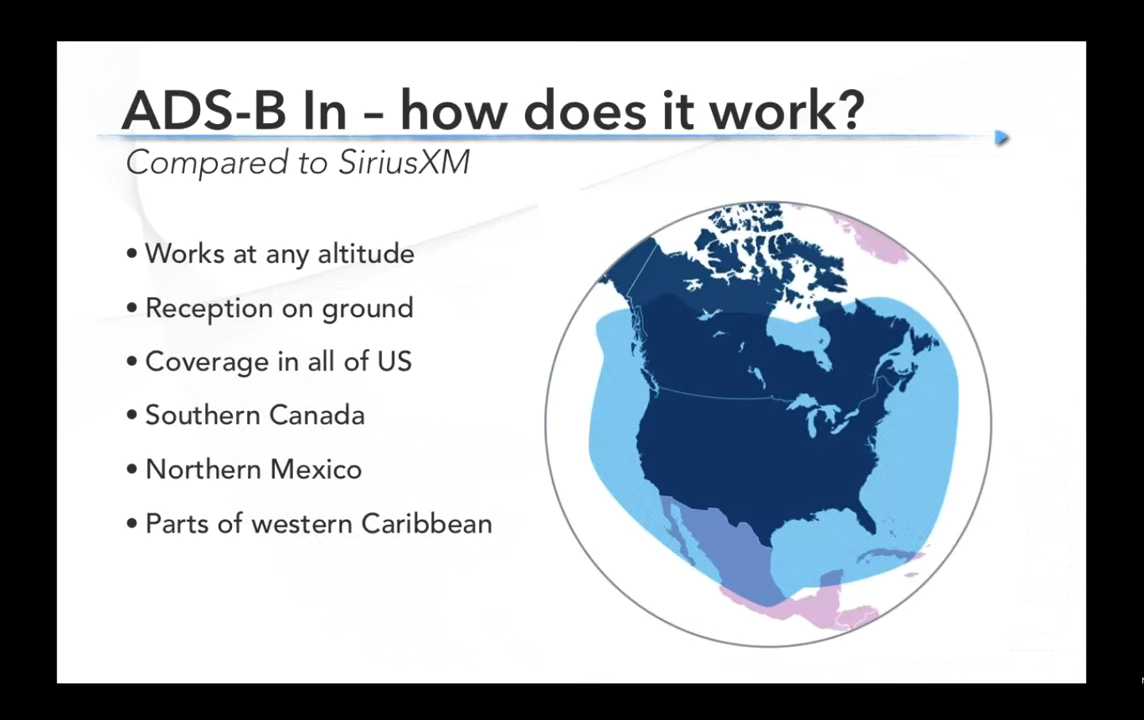 ADS-B In – how does it work?
Compared to SiriusXM
• Works at any altitude
• Reception on ground
• Coverage in all of US
• Southern Canada
• Northern Mexico
• Parts of western Caribbean